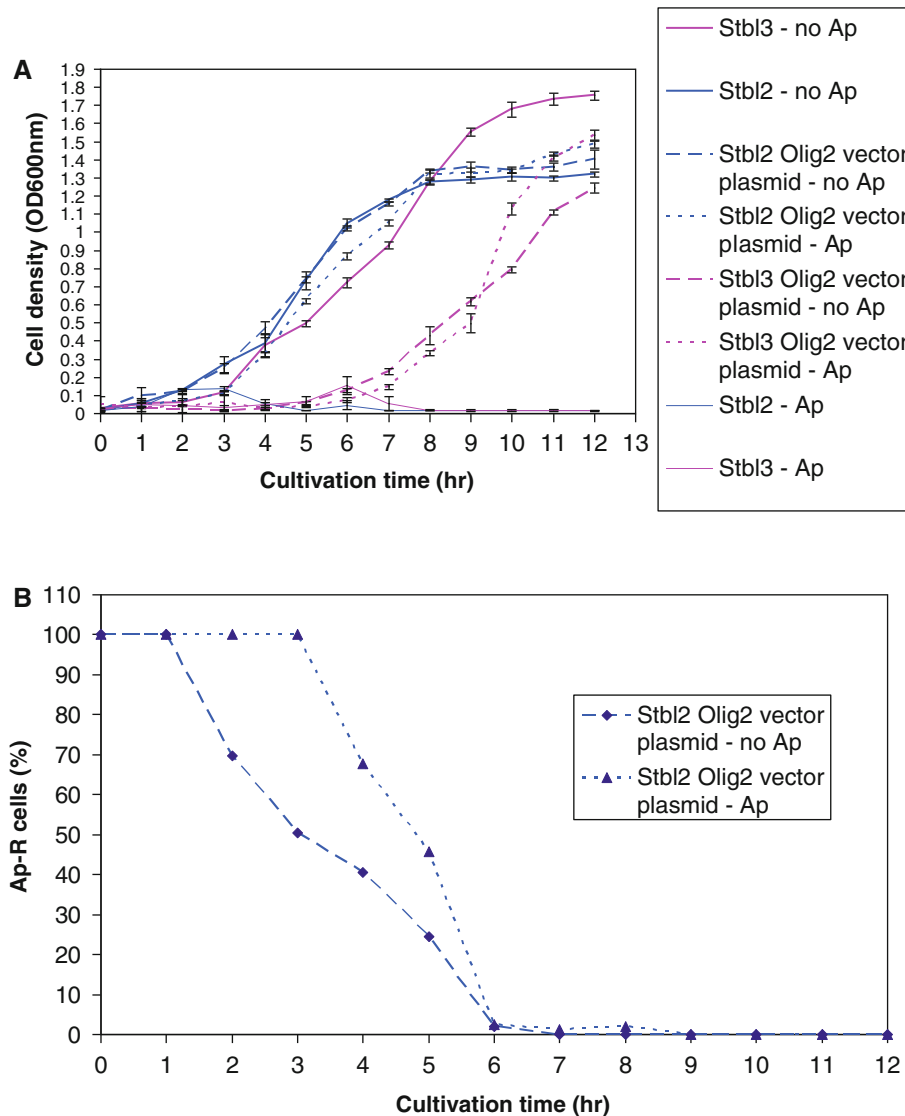 A
Cell density (OD600nm)
1.9
1.8
1.7
1.6
1.5
1.4
1.3
1.2
1.1
1
0.9
0.8
0.7
0.6
0.5
0.4
0.3
0.2
0.1
0
0 1 2 3 4 5 6 7 8 9 10 11 12 13
Cultivation time (hr)
Stbl3 - no Ap
Stbl2 - no Ap
Stbl2 Olig2 vector
plasmid - no Ap
Stbl2 Olig2 vector
plasmid - Ap
Stbl3 Olig2 vector
plasmid - no Ap
Stbl3 Olig2 vector
plasmid - Ap
Stbl2 - Ap
Stbl3 - Ap
B
Ap-R cells (%)
110
100
90
80
70
60
50
40
30
20
10
0
0 1 2 3 4 5 6 7 8 9 10 11 12
Cultivation time (hr)
Stbl2 Olig2 vector
plasmid - no Ap
Stbl2 Olig2 vector
plasmid - Ap